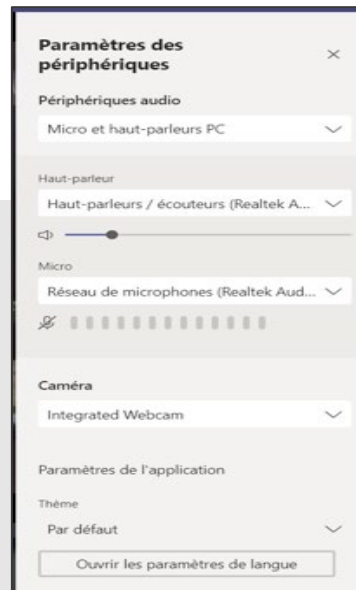 Paramètres des
périphériques
Périphériques audio
Micro et haut-parleurs PC
Haut-parleur
Haut-parleurs / écouteurs (Realtek A...
Micro
Réseau de microphones (Realtek Aud...
Caméra
Integrated Webcam
Paramètres de l'application
Thème
Par défaut
Ouvrir les paramètres de langue